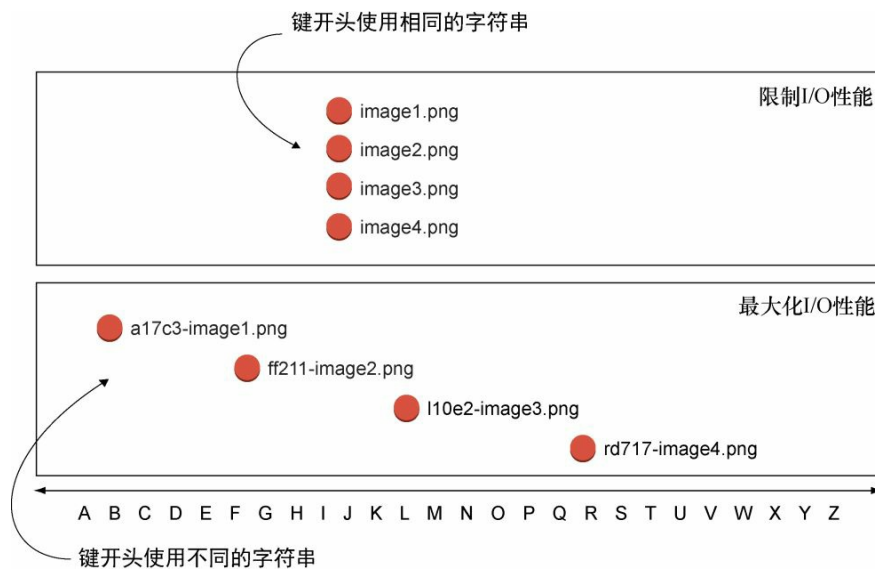 键开头使用相同的字符串
限制I/O性能
image1.png
image2.png
image3.png
image4.png
最大化I/O性能
a17c3-image1.png
ff211-image2.png
l10e2-image3.png
rd717-image4.png
A B C D E F G H I J K L M N O P Q R S T U V W X Y Z
键开头使用不同的字符串